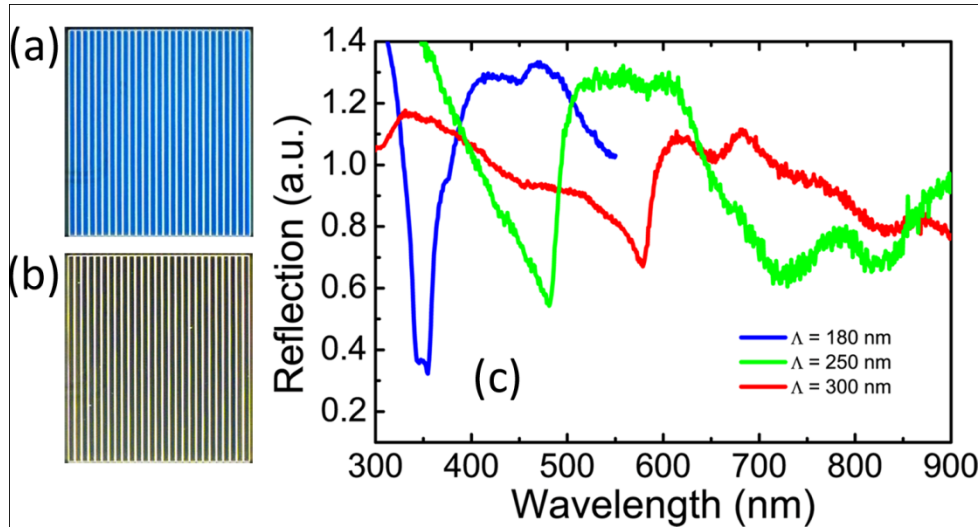 (a)
(b)
(c)
Reflection (a.u.)
1.4
1.2
1.0
0.8
0.6
0.4
0.2
300 400 500 600 700 800 900
Wavelength (nm)
Λ = 180 nm
Λ = 250 nm
Λ = 300 nm